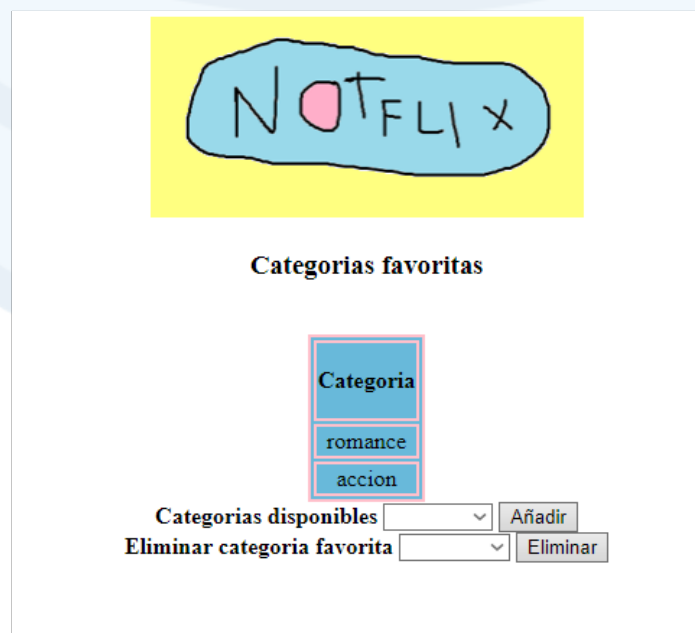 NOTFLIX
Categorias favoritas
Categoria
romance
accion
Categorias disponibles Añadir
Eliminar categoria favorita Eliminar